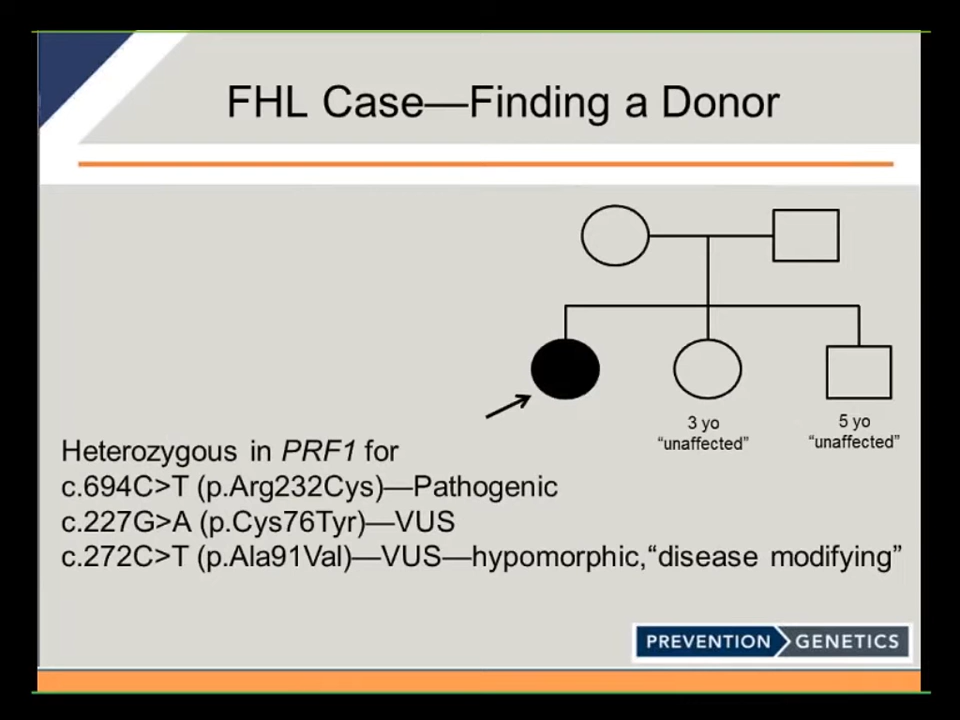 FHL Case—Finding a Donor
3 yo
“unaffected”
5 yo
“unaffected”
Heterozygous in PRF1 for
c.694C>T (p.Arg232Cys)—Pathogenic
c.227G>A (p.Cys76Tyr)—VUS
c.272C>T (p.Ala91Val)—VUS—hypomorphic,“disease modifying”
PREVENTION GENETICS